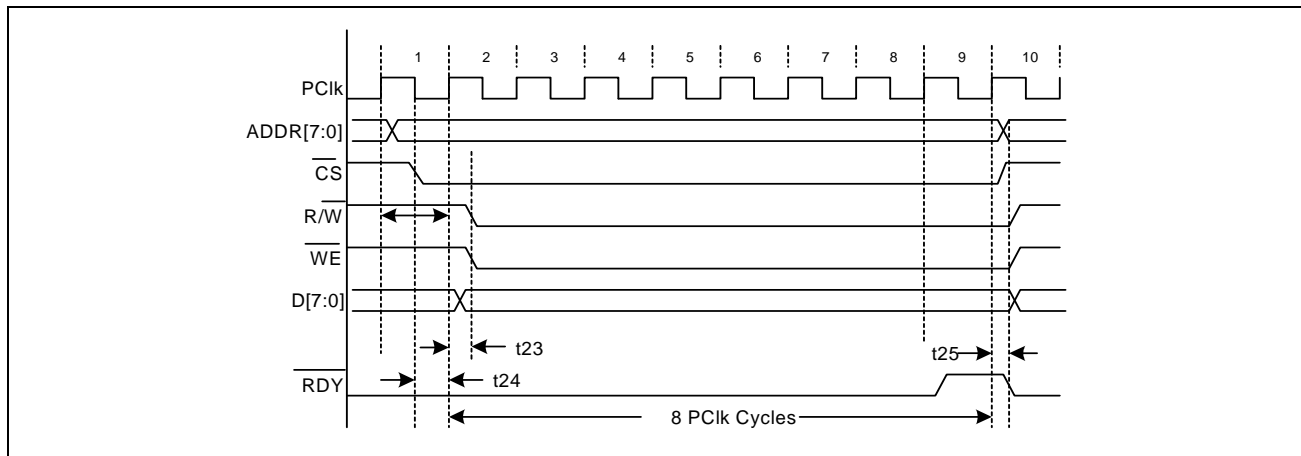 1 2 3 4 5 6 7 8 9 10
PClk
ADDR[7:0]
CS
R/W
WE
D[7:0]
t23
t25
RDY
t24
8 PClk Cycles